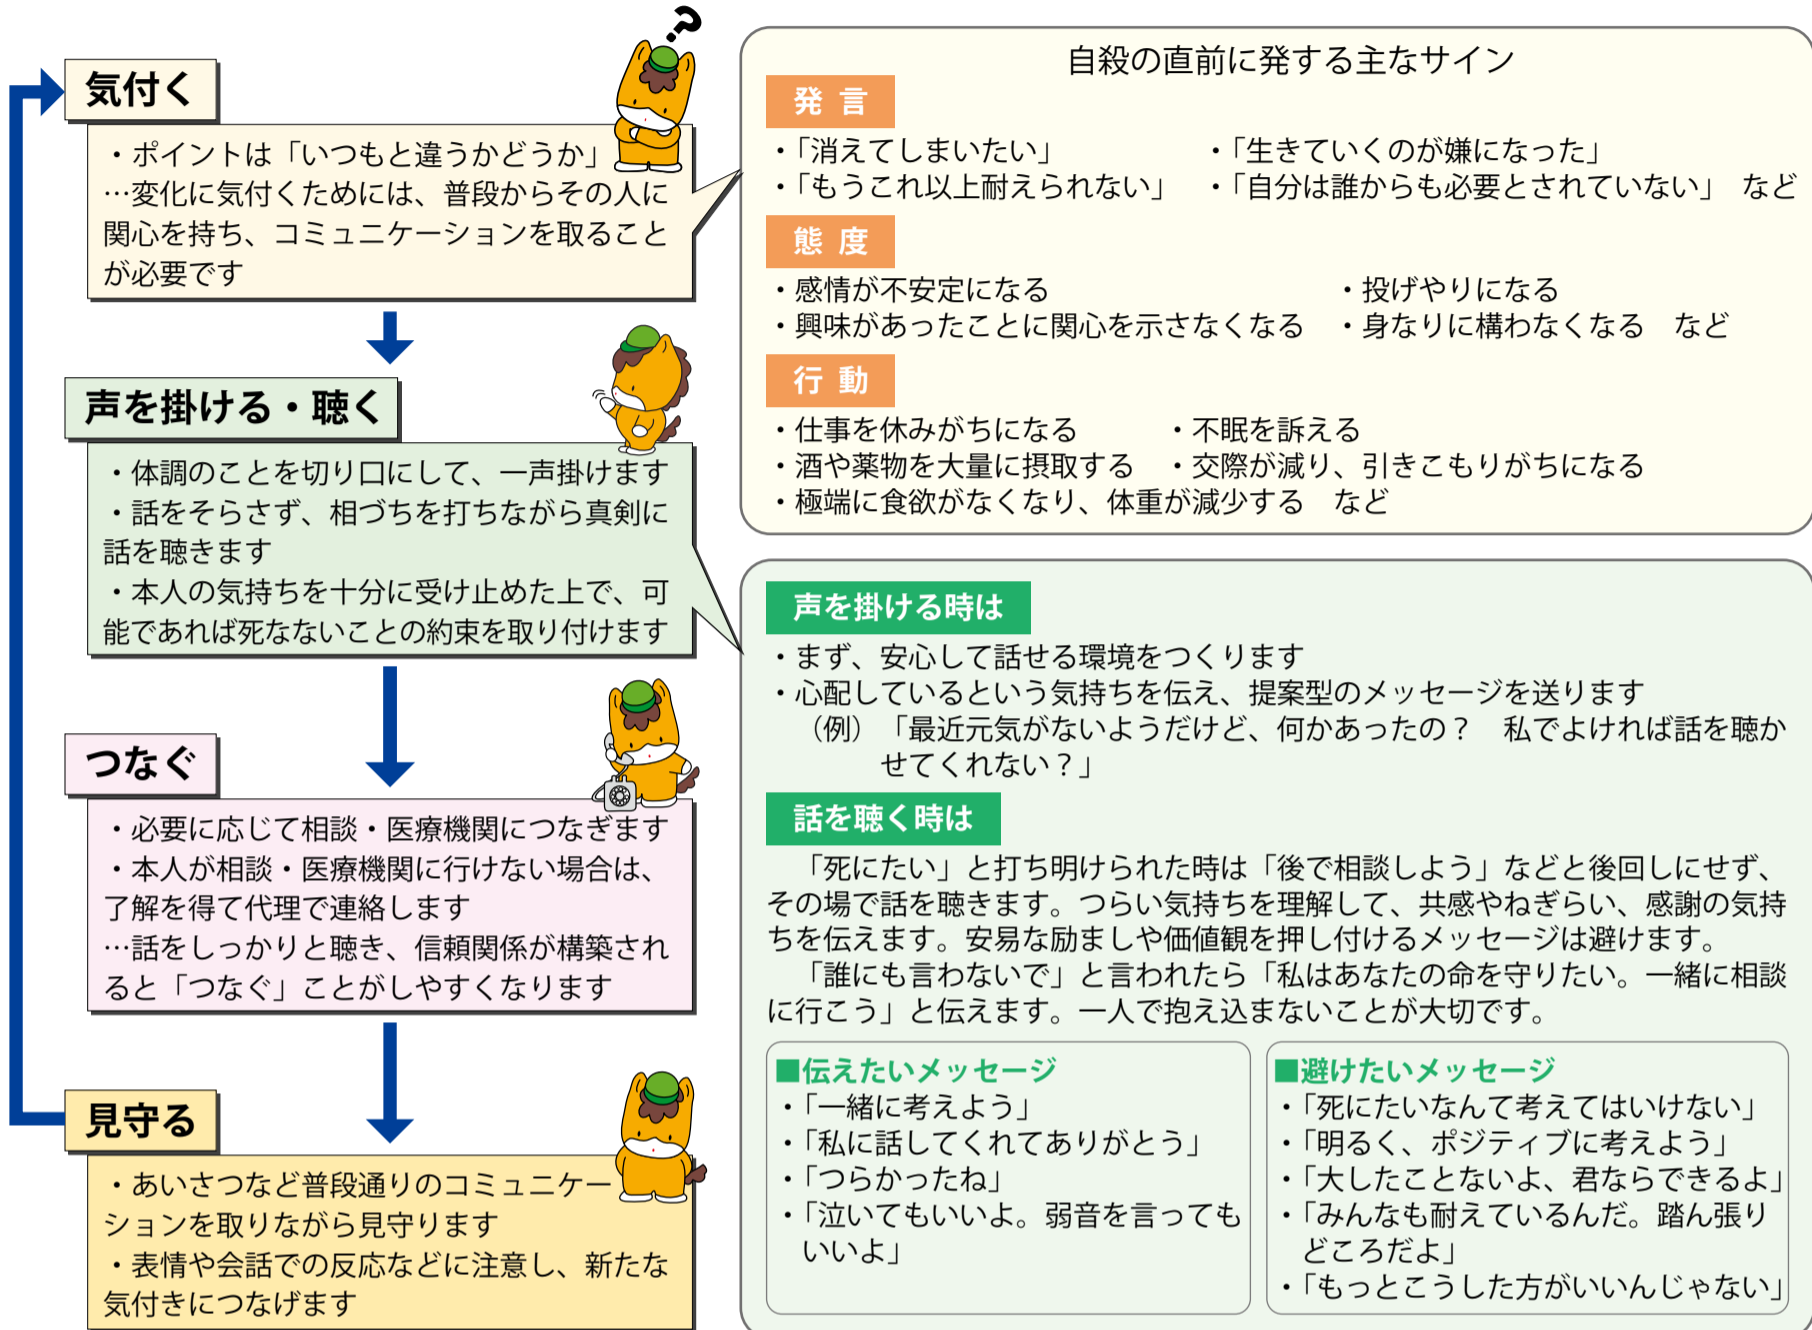 気付く
・ポイントは「いつもと違うかどうか」
…変化に気付くためには、普段からその人に
関心を持ち、コミュニケーションを取ること
が必要です
声を掛ける・聴く
・体調のことを切り口にして、一声掛けます
・話をそらさず、相づちを打ちながら真剣に
話を聴きます
・本人の気持ちを十分に受け止めた上で、可
能であれば死なないことの約束を取り付けます
つなぐ
・必要に応じて相談・医療機関につなぎます
・本人が相談・医療機関に行けない場合は、
了解を得て代理で連絡します
…話をしっかりと聴き、信頼関係が構築され
ると「つなぐ」ことがしやすくなります
見守る
・あいさつなど普段通りのコミュニケー
ションを取りながら見守ります
・表情や会話での反応などに注意し、新たな
気付きにつなげます
?
自殺の直前に発する主なサイン
発言
・「消えてしまいたい」 ・「生きていくのが嫌になった」
・「もうこれ以上耐えられない」 ・「自分は誰からも必要とされていない」 など
態度
・感情が不安定になる ・投げやりになる
・興味があったことに関心を示さなくなる ・身なりに構わなくなる など
行動
・仕事を休みがちになる ・不眠を訴える
・酒や薬物を大量に摂取する ・交際が減り、引きこもりがちになる
・極端に食欲がなくなり、体重が減少する など
声を掛ける時は
・まず、安心して話せる環境をつくります
・心配しているという気持ちを伝え、提案型のメッセージを送ります
（例）「最近元気がないようだけど、何かあったの？ 私でよければ話を聴か
せてくれない？」
話を聴く時は
「死にたい」と打ち明けられた時は「後で相談しよう」などと後回しにせず、
その場で話を聴きます。つらい気持ちを理解して、共感やねぎらい、感謝の気持
ちを伝えます。安易な励ましや価値観を押し付けるメッセージは避けます。
「誰にも言わないで」と言われたら「私はあなたの命を守りたい。一緒に相談
に行こう」と伝えます。一人で抱え込まないことが大切です。
■伝えたいメッセージ
・「一緒に考えよう」
・「私に話してくれてありがとう」
・「つらかったね」
・「泣いてもいいよ。弱音を言っても
いいよ」
■避けたいメッセージ
・「死にたいなんて考えてはいけない」
・「明るく、ポジティブに考えよう」
・「大したことないよ、君ならできるよ」
・「みんなも耐えているんだ。踏ん張り
どころだよ」
・「もっとこうした方がいいんじゃない」